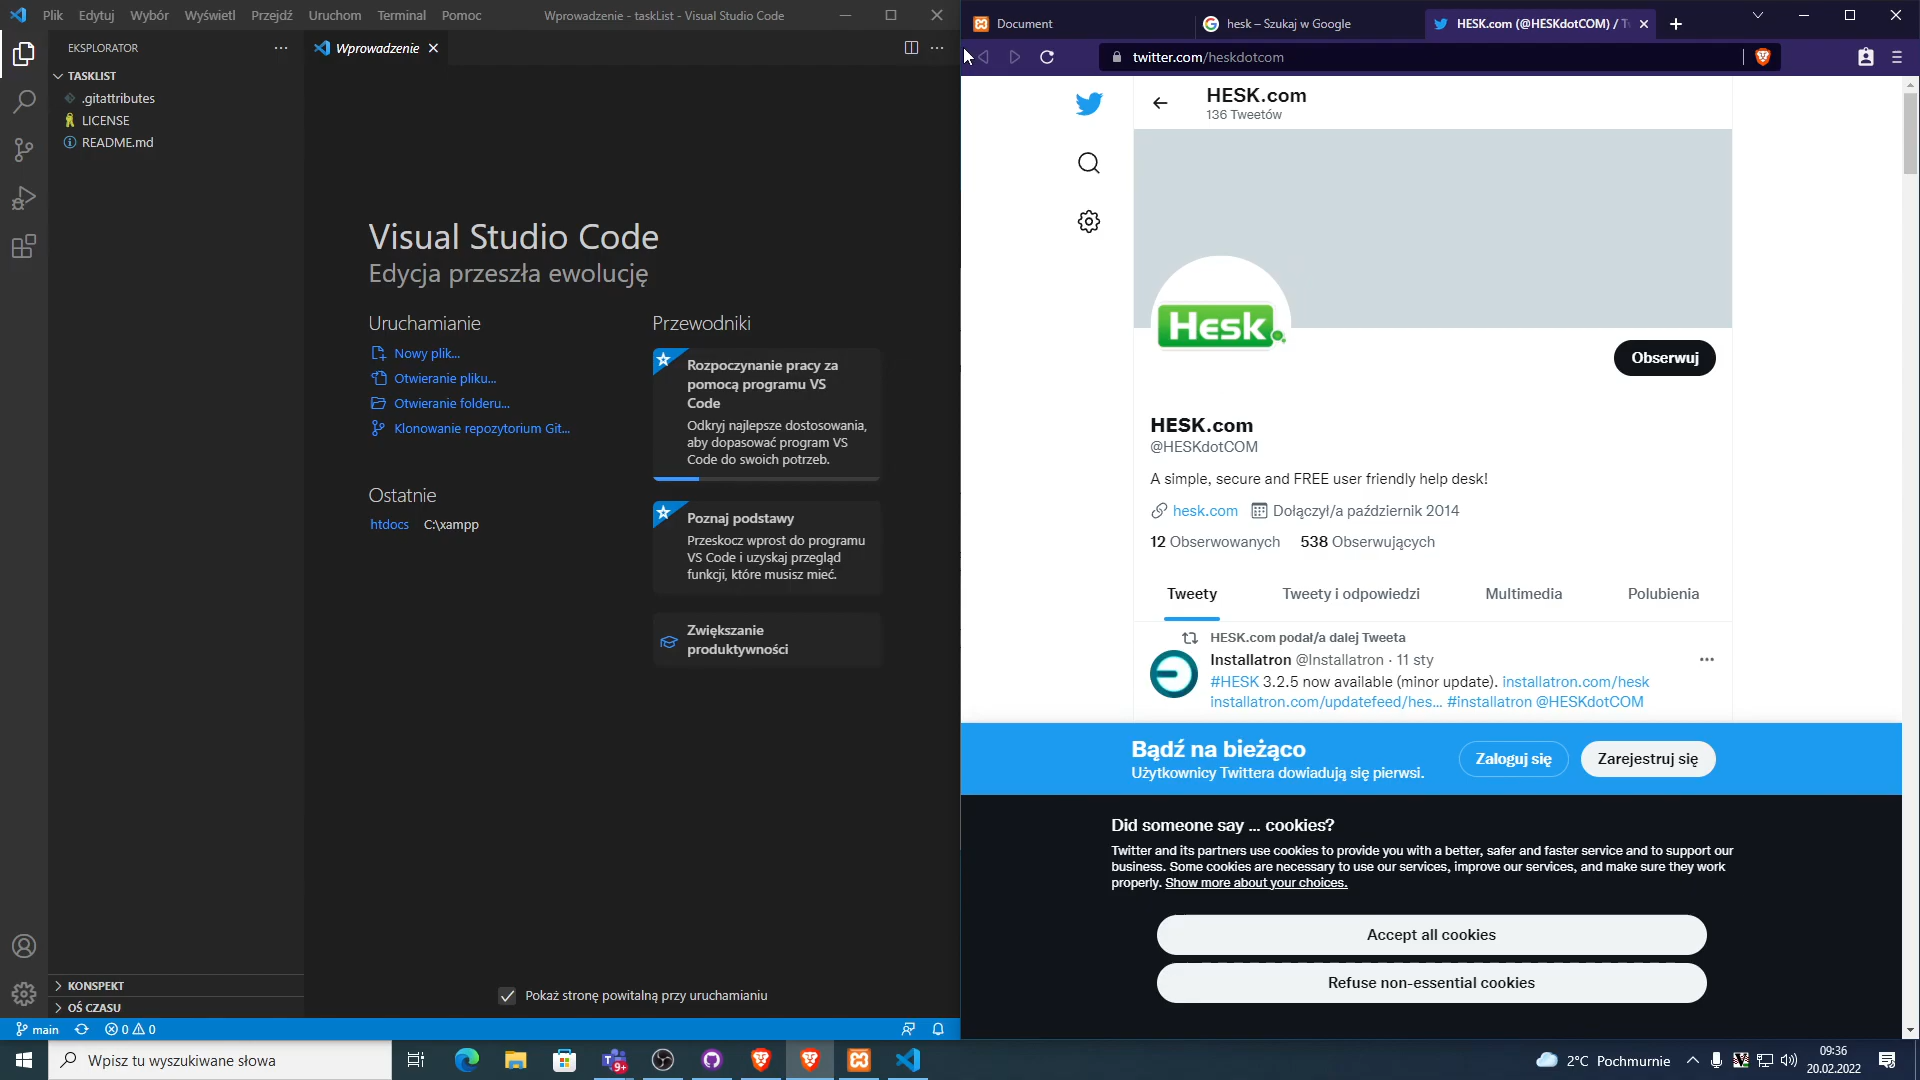 Plik Edytuj Wybór Wyświetl Przejdź Uruchom Terminal Pomoc
Wprowadzenie - taskList - Visual Studio Code
EKSPLORATOR
TASKLIST
.gitattributes
LICENSE
README.md
KONSPEKT
OŚ CZASU
Wprowadzenie
Visual Studio Code
Edycja przeszła ewolucję
Uruchamianie
Nowy plik...
Otwieranie pliku...
Otwieranie folderu...
Klonowanie repozytorium Git...
Ostatnie
htdocs C:\xampp
Przewodniki
Rozpoczynanie pracy za
pomocą programu VS
Code
Odkryj najlepsze dostosowania,
aby dopasować program VS
Code do swoich potrzeb.
Poznaj podstawy
Przeskocz wprost do programu
VS Code i uzyskaj przegląd
funkcji, które musisz mieć.
Zwiększanie
produktywności
Pokaż stronę powitalną przy uruchamianiu
main
0 0
Document
hesk – Szukaj w Google
HESK.com (@HESKdotCOM) / T
twitter.com/heskdotcom
HESK.com
136 Tweetów
Hesk
Obserwuj
HESK.com
@HESKdotCOM
A simple, secure and FREE user friendly help desk!
hesk.com Dołączył/a październik 2014
12 Obserwowanych 538 Obserwujących
Tweety Tweety i odpowiedzi Multimedia Polubienia
HESK.com podał/a dalej Tweeta
Installatron @Installatron · 11 sty
#HESK 3.2.5 now available (minor update). installatron.com/hesk
installatron.com/updatefeed/hes... #installatron @HESKdotCOM
Bądź na bieżąco
Użytkownicy Twittera dowiadują się pierwsi.
Zaloguj się
Zarejestruj się
Did someone say … cookies?
Twitter and its partners use cookies to provide you with a better, safer and faster service and to support our
business. Some cookies are necessary to use our services, improve our services, and make sure they work
properly. Show more about your choices.
Accept all cookies
Refuse non-essential cookies
Wpisz tu wyszukiwane słowa
9+
2°C Pochmurnie
09:36
20.02.2022